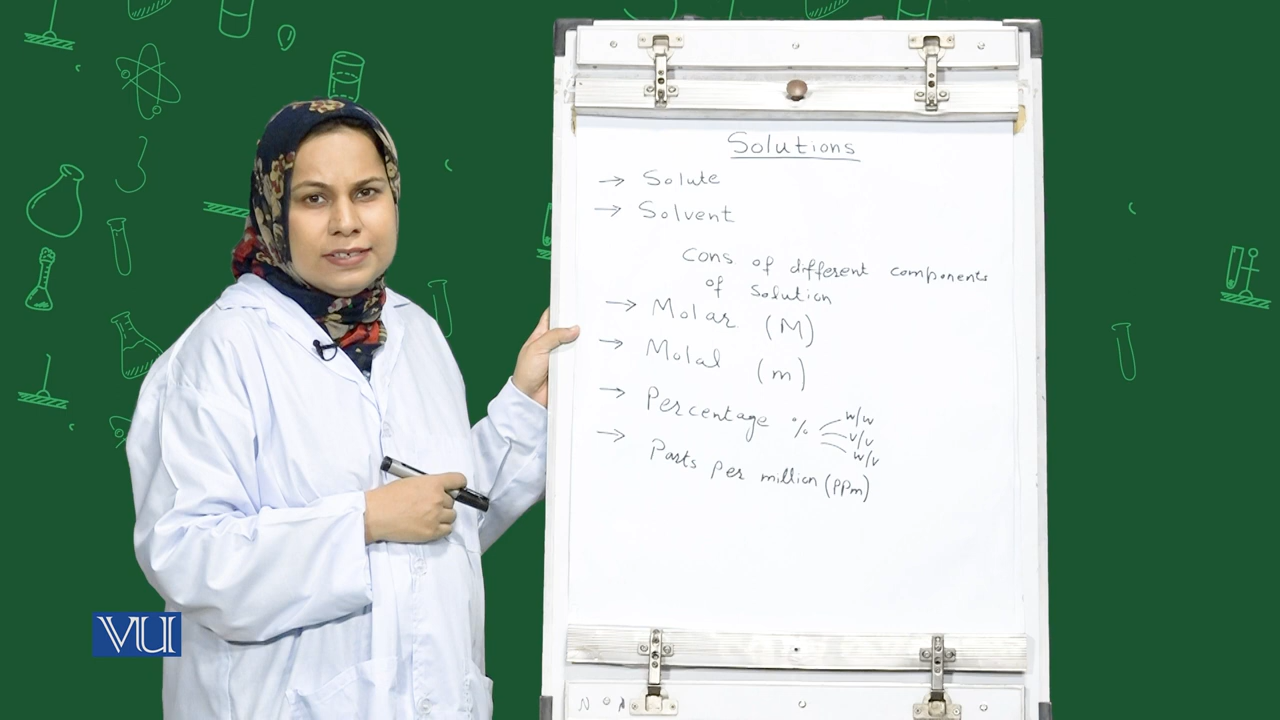 Solutions
→ Solute
→ Solvent
Cons of different components
of Solution
→ Molar (M)
→ Molal (m)
→ Percentage % w/w
v/v
w/v
→ Parts per million (ppm)
VU